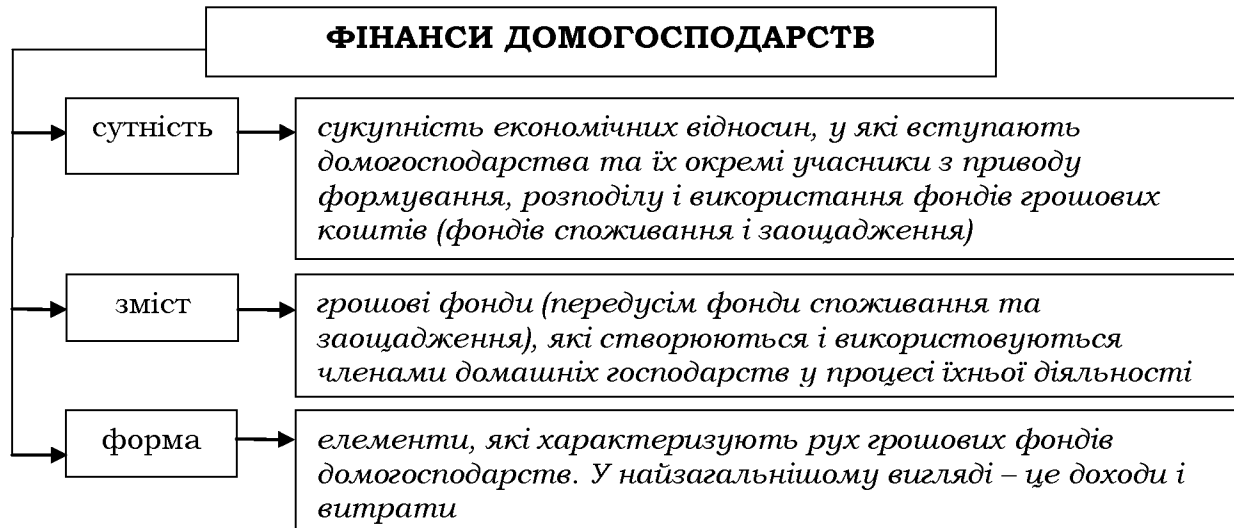 ФІНАНСИ ДОМОГОСПОДАРСТВ
сутність
сукупність економічних відносин, у які вступають
домогосподарства та їх окремі учасники з приводу
формування, розподілу і використання фондів грошових
коштів (фондів споживання і заощадження)
зміст
грошові фонди (передусім фонди споживання та
заощадження), які створюються і використовуються
членами домашніх господарств у процесі їхньої діяльності
форма
елементи, які характеризують рух грошових фондів
домогосподарств. У найзагальнішому вигляді – це доходи і
витрати